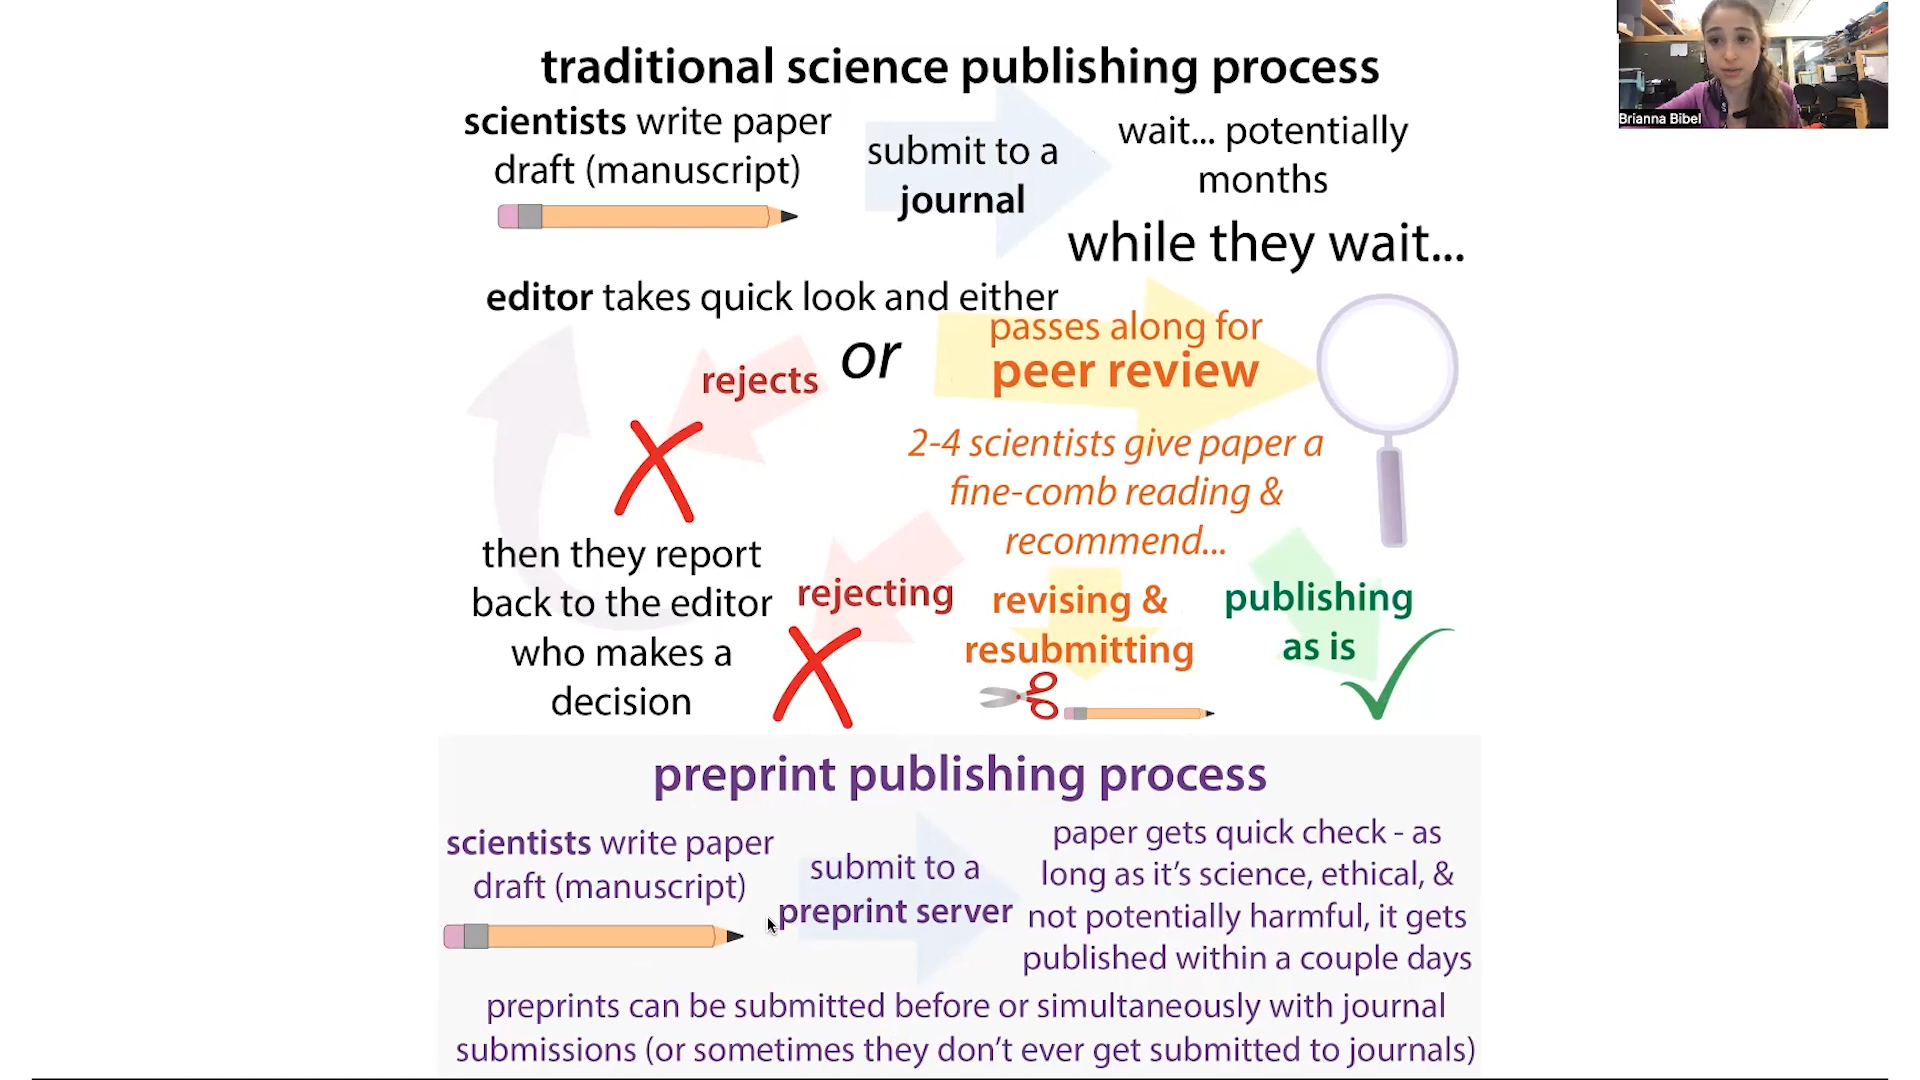 traditional science publishing process
scientists write paper
draft (manuscript)
submit to a
journal
wait... potentially
months
while they wait...
editor takes quick look and either
rejects
or
passes along for
peer review
2-4 scientists give paper a
fine-comb reading &
recommend...
rejecting
revising &
resubmitting
publishing
as is
then they report
back to the editor
who makes a
decision
preprint publishing process
scientists write paper
draft (manuscript)
submit to a
preprint server
paper gets quick check - as
long as it's science, ethical, &
not potentially harmful, it gets
published within a couple days
preprints can be submitted before or simultaneously with journal
submissions (or sometimes they don't ever get submitted to journals)
Brianna Bibel